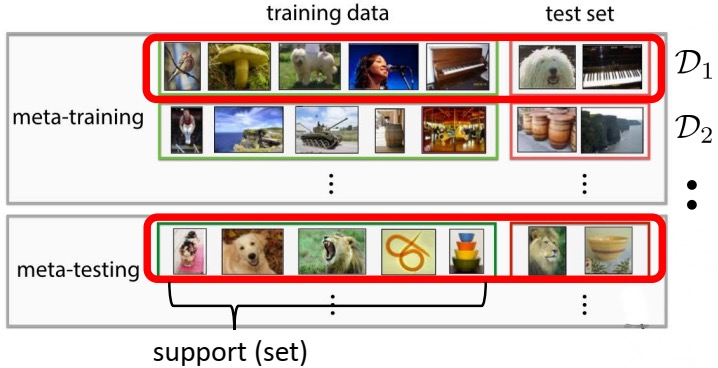 training data test set
meta-training
𝒟₁
𝒟₂
meta-testing
support (set)